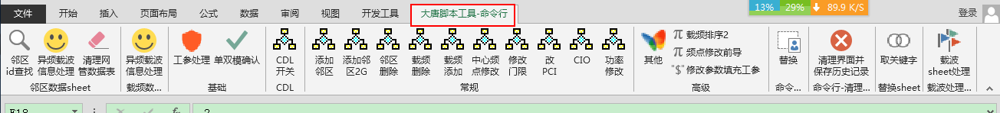 13% 29% 89.9 K/s
文件 开始 插入 页面布局 公式 数据 审阅 视图 开发工具 大唐脚本工具-命令行 登录
邻区 id查找
异频载波 信息处理
清理网 管数据表
邻区数据sheet
异频载波 信息处理
载频数...
工参处理
单双模确认
基础
CDL 开关
CDL
添加 邻区
添加邻 区2G
邻区 删除
载频 删除
载频 添加
中心频 点修改
修改 门限
改 PCI
CIO
功率 修改
常规
其他
π 载频排序2
π 频点修改前导
"$"修改参数填充工参
高级
替换
命令...
清理界面并 保存历史记录
命令行-清理...
取关键字
替换sheet
载波 sheet处理
载波处理...